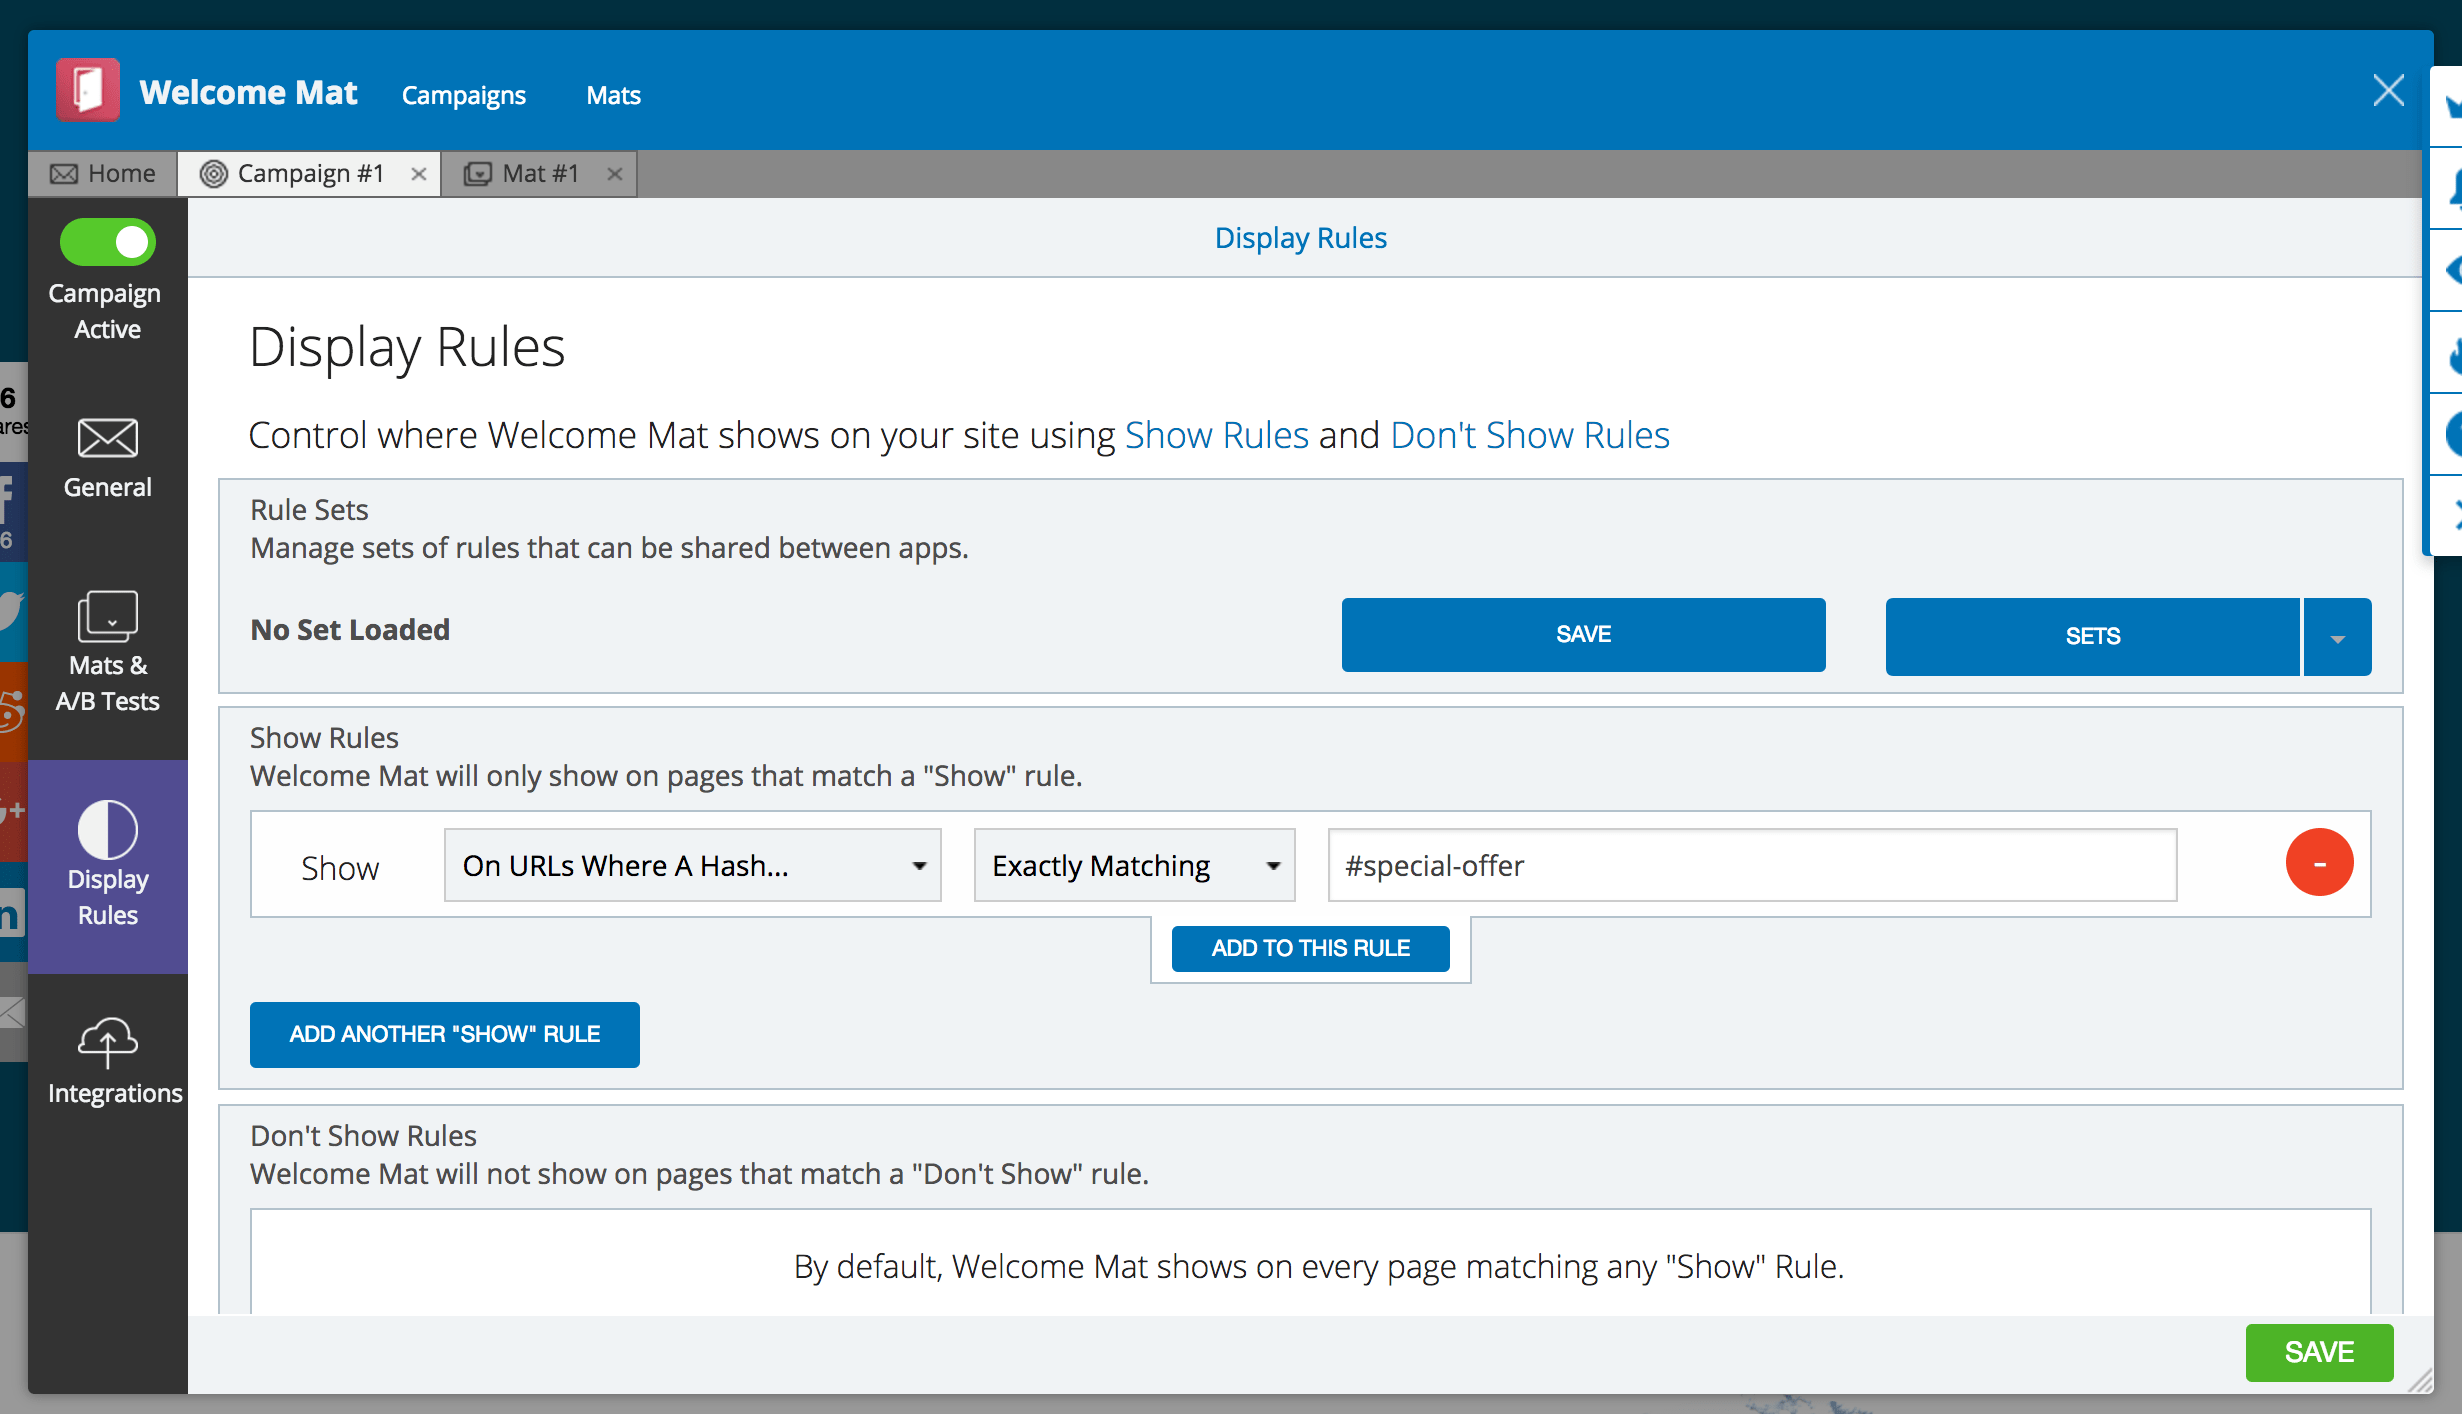 Welcome Mat Campaigns Mats
Home Campaign #1 Mat #1
Campaign
Active
General
Mats &
A/B Tests
Display
Rules
Integrations
Display Rules
Display Rules
Control where Welcome Mat shows on your site using Show Rules and Don't Show Rules
Rule Sets
Manage sets of rules that can be shared between apps.
No Set Loaded SAVE SETS
Show Rules
Welcome Mat will only show on pages that match a "Show" rule.
Show On URLs Where A Hash... Exactly Matching #special-offer -
ADD TO THIS RULE
ADD ANOTHER "SHOW" RULE
Don't Show Rules
Welcome Mat will not show on pages that match a "Don't Show" rule.
By default, Welcome Mat shows on every page matching any "Show" Rule.
SAVE
6
6